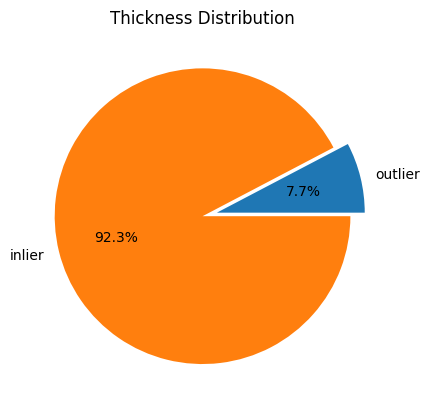 Thickness Distribution
outlier
7.7%
92.3%
inlier